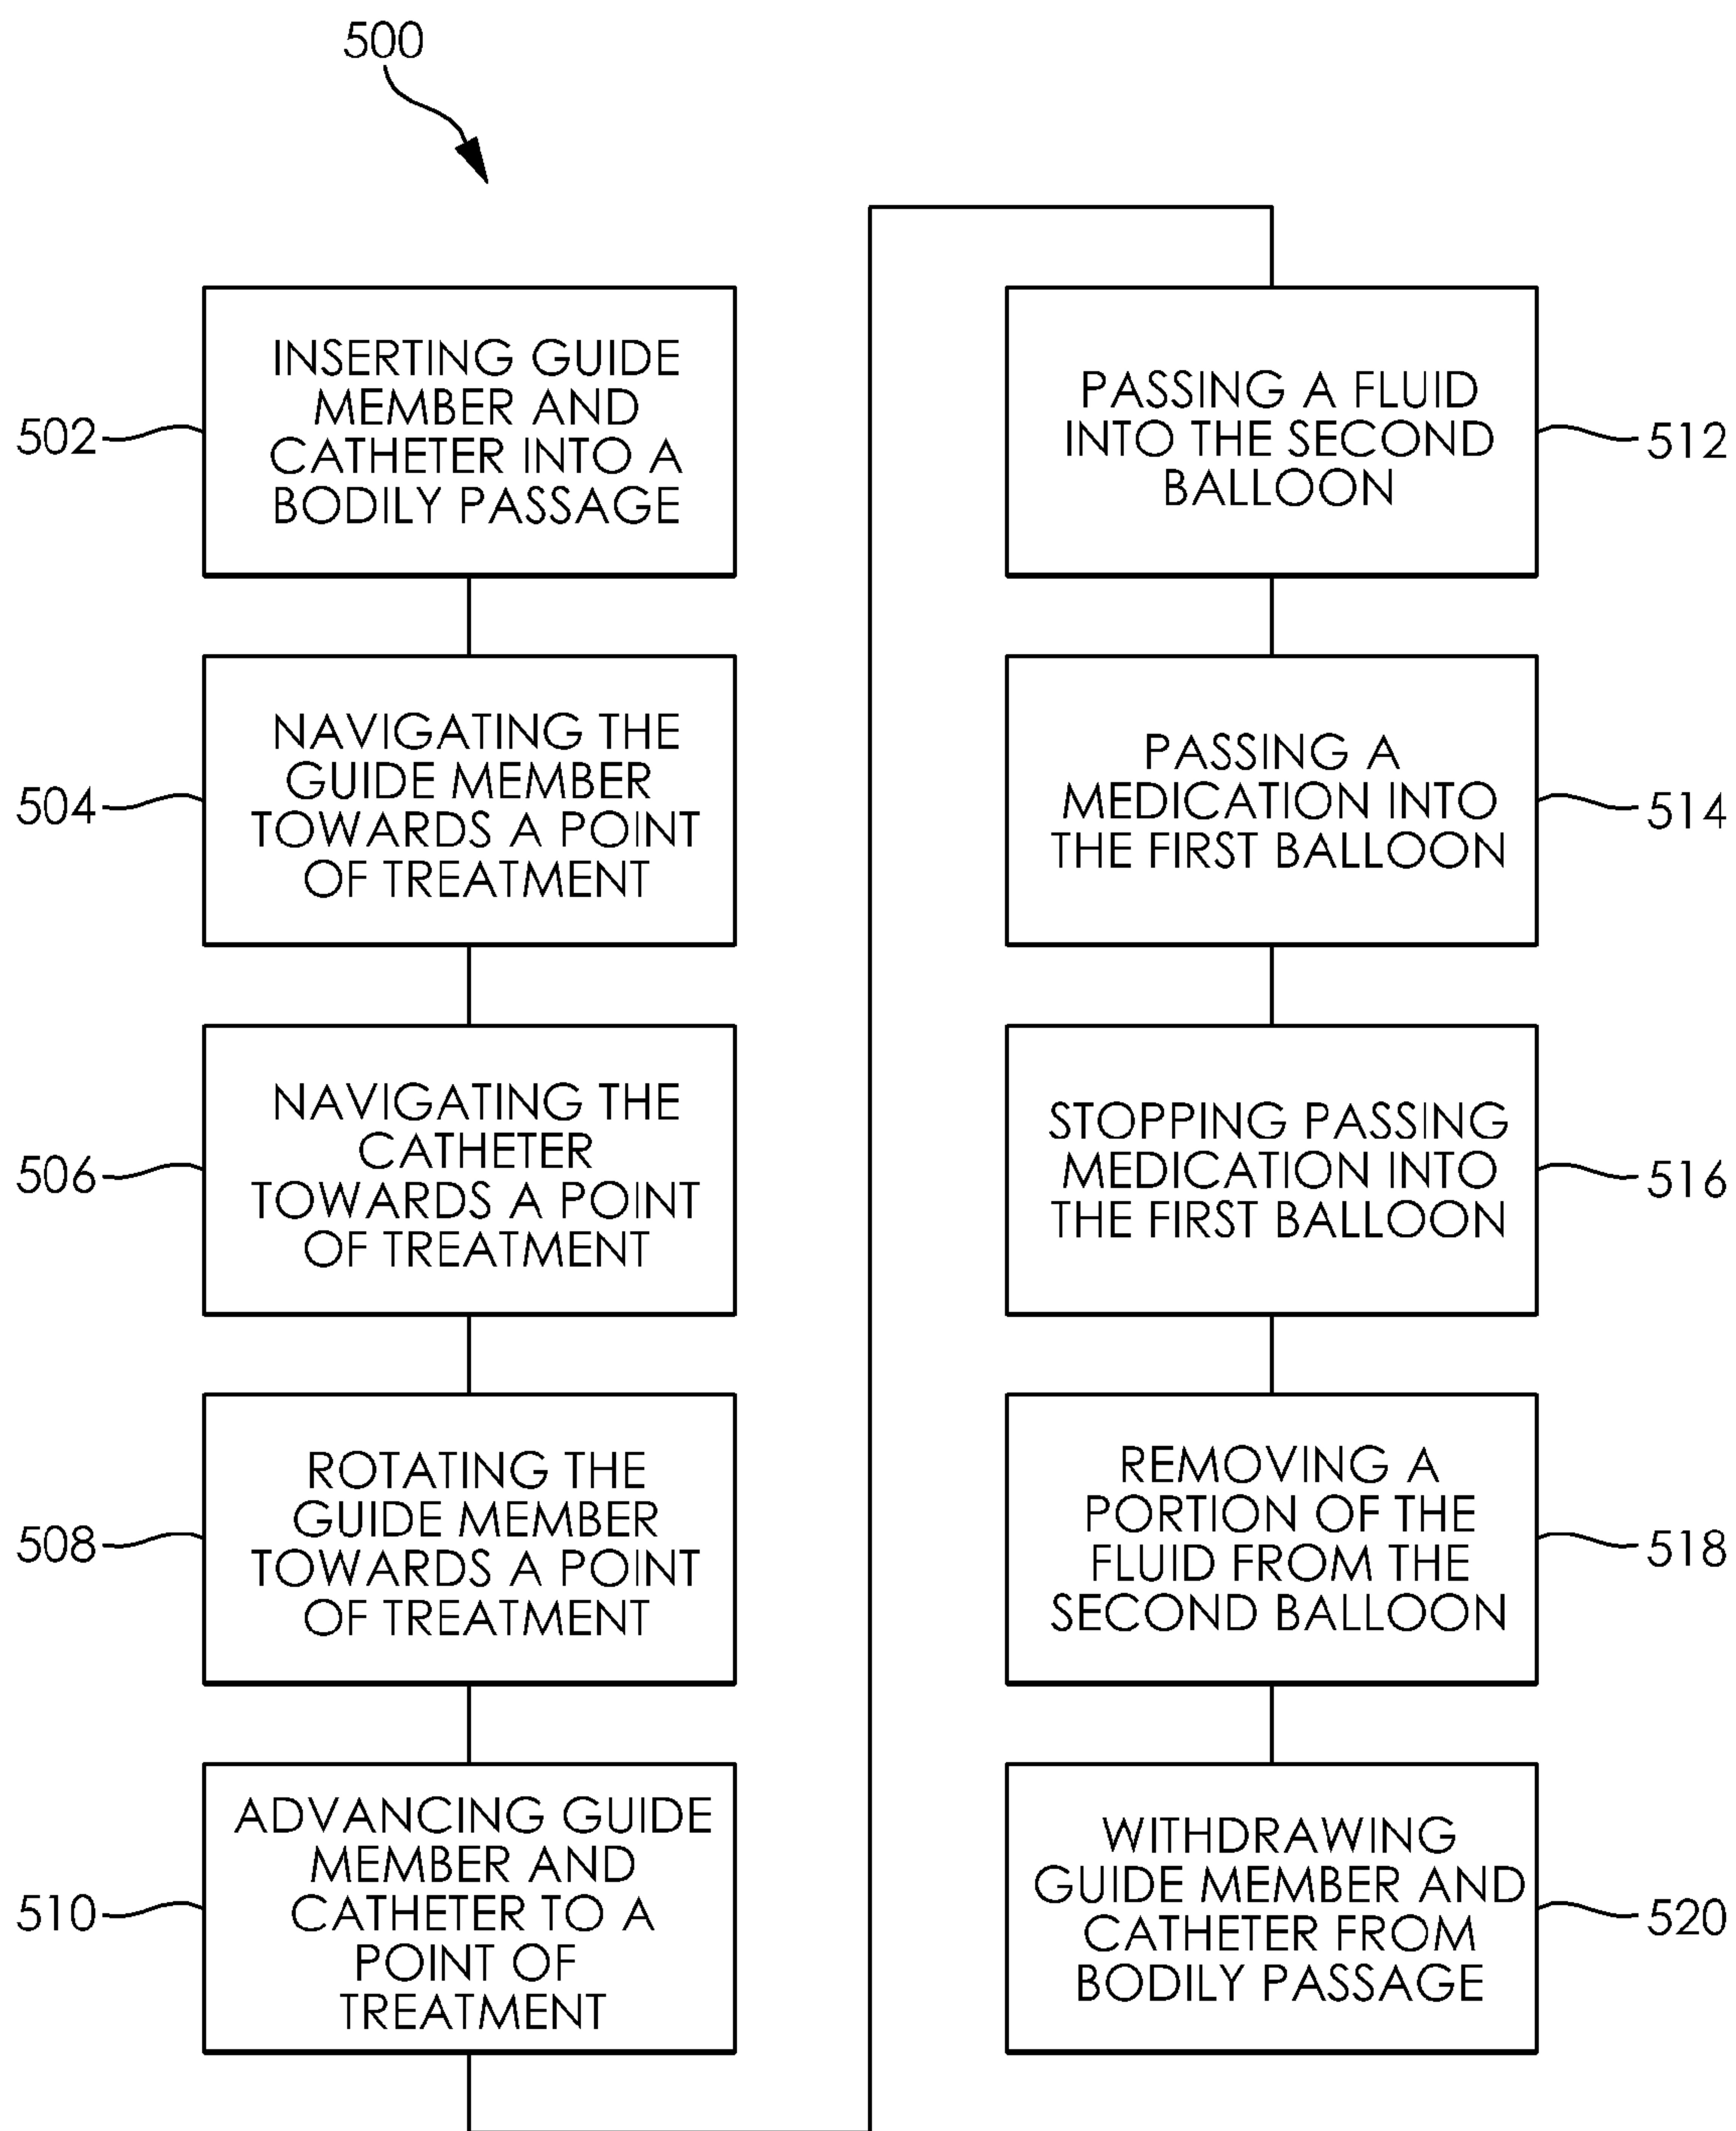 500
502
INSERTING GUIDE
MEMBER AND
CATHETER INTO A
BODILY PASSAGE
504
NAVIGATING THE
GUIDE MEMBER
TOWARDS A POINT
OF TREATMENT
506
NAVIGATING THE
CATHETER
TOWARDS A POINT
OF TREATMENT
508
ROTATING THE
GUIDE MEMBER
TOWARDS A POINT
OF TREATMENT
510
ADVANCING GUIDE
MEMBER AND
CATHETER TO A
POINT OF
TREATMENT
PASSING A FLUID
INTO THE SECOND
BALLOON
512
PASSING A
MEDICATION INTO
THE FIRST BALLOON
514
STOPPING PASSING
MEDICATION INTO
THE FIRST BALLOON
516
REMOVING A
PORTION OF THE
FLUID FROM THE
SECOND BALLOON
518
WITHDRAWING
GUIDE MEMBER AND
CATHETER FROM
BODILY PASSAGE
520